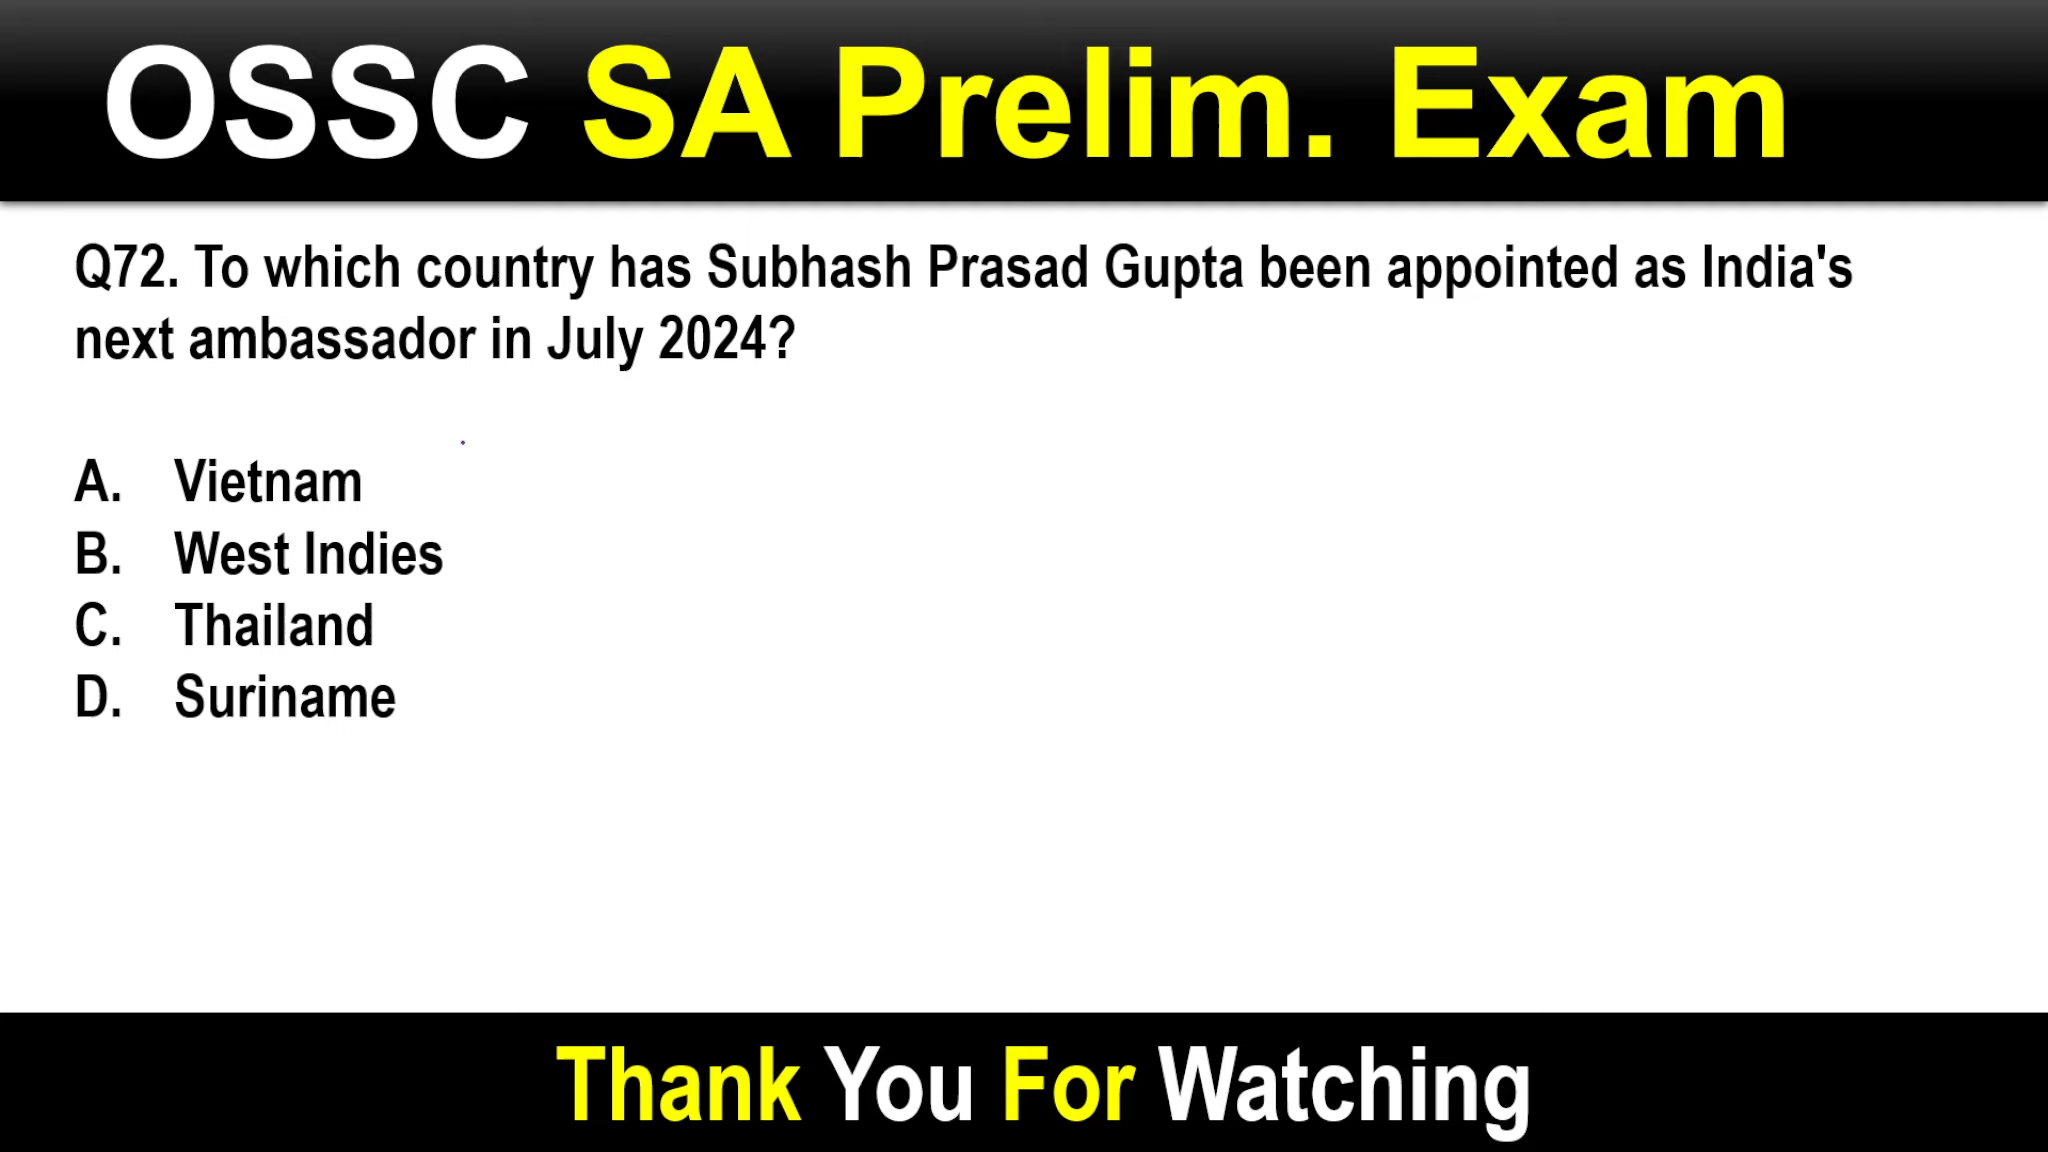 OSSC SA Prelim. Exam
Q72. To which country has Subhash Prasad Gupta been appointed as India's
next ambassador in July 2024?
A. Vietnam
B. West Indies
C. Thailand
D. Suriname
Thank You For Watching